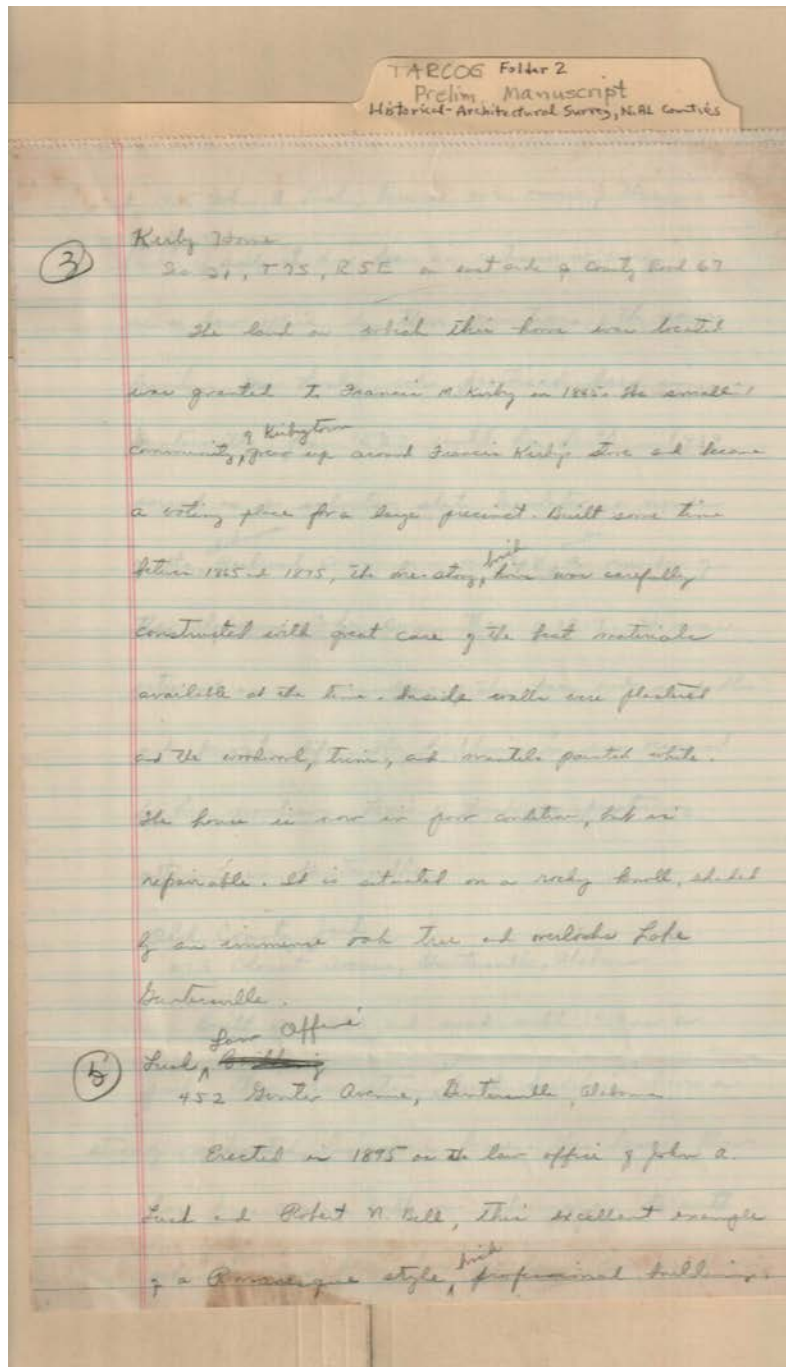 TARCOG Folder 2
Prelim Manuscript
Historical-Architectural Survey, N. AL Counties
3
Kirby Home
T7S, R5E on east side of County Road 67
The land on which this home was located
was granted to Francis M. Kirby in 1865. The small
community, of Kirbytown grew up around Francis Kirby's store and became
a voting place for a large precinct. Built some time
between 1865 and 1875, the one-story, brick home was carefully
constructed with great care of the best materials
available at the time. Inside walls were plastered
and the woodwork, trim, and mantels painted white.
The house is now in poor condition, but is
repairable. It is situated on a rocky knoll, shaded
by an immense oak tree and overlooks Lake
Guntersville.
5
Lusk Law Office
452 Gunter Avenue, Guntersville, Alabama
Erected in 1895 as the law office of John A.
Lusk and Robert N. Bell, this excellent example
of a Romanesque style, brick professional building